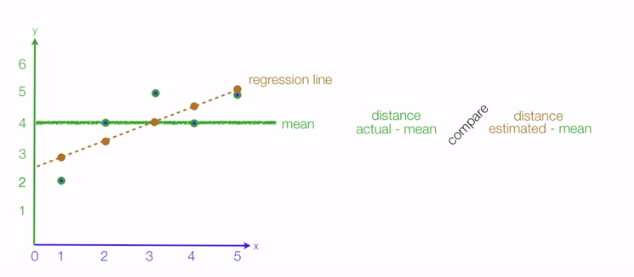 y
6
5
4
3
2
1
0 1 2 3 4 5
x
regression line
mean
distance
actual - mean
compare
distance
estimated - mean